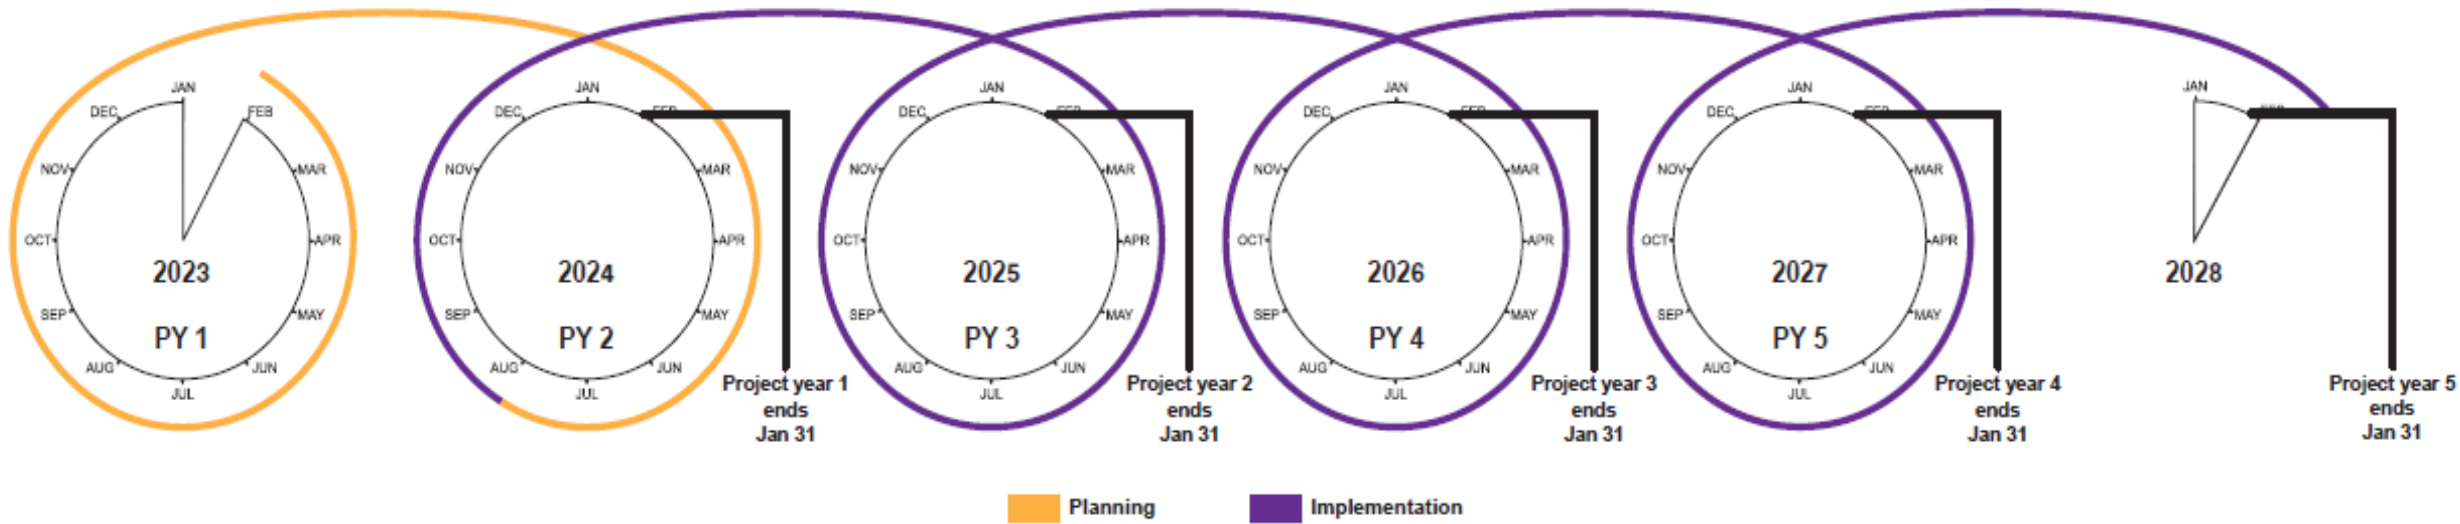 JAN
FEB
MAR
APR
MAY
JUN
JUL
AUG
SEP
OCT
NOV
DEC
2023
PY 1
JAN
FEB
MAR
APR
MAY
JUN
JUL
AUG
SEP
OCT
NOV
DEC
2024
PY 2
Project year 1
ends
Jan 31
JAN
FEB
MAR
APR
MAY
JUN
JUL
AUG
SEP
OCT
NOV
DEC
2025
PY 3
Project year 2
ends
Jan 31
JAN
FEB
MAR
APR
MAY
JUN
JUL
AUG
SEP
OCT
NOV
DEC
2026
PY 4
Project year 3
ends
Jan 31
JAN
FEB
MAR
APR
MAY
JUN
JUL
AUG
SEP
OCT
NOV
DEC
2027
PY 5
Project year 4
ends
Jan 31
JAN
FEB
2028
Project year 5
ends
Jan 31
Planning
Implementation